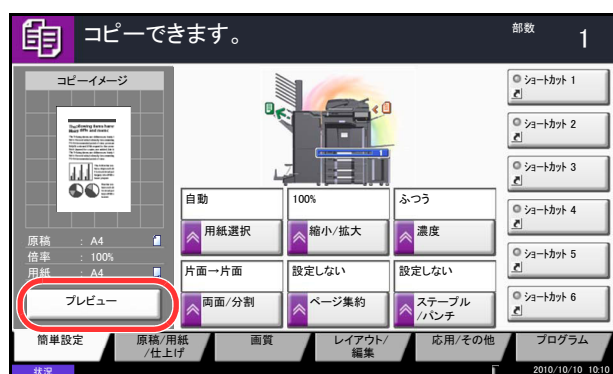 コピーできます。
部数
1
コピーイメージ
原稿 : A4
倍率 : 100%
用紙 : A4
プレビュー
1
自動
用紙選択
100%
縮小/拡大
ふつう
濃度
片面→片面
両面/分割
設定しない
ページ集約
設定しない
ステープル
/パンチ
ショートカット 1
ショートカット 2
ショートカット 3
ショートカット 4
ショートカット 5
ショートカット 6
簡単設定
原稿/用紙
/仕上げ
画質
レイアウト/
編集
応用/その他
プログラム
状況
2010/10/10 10:10